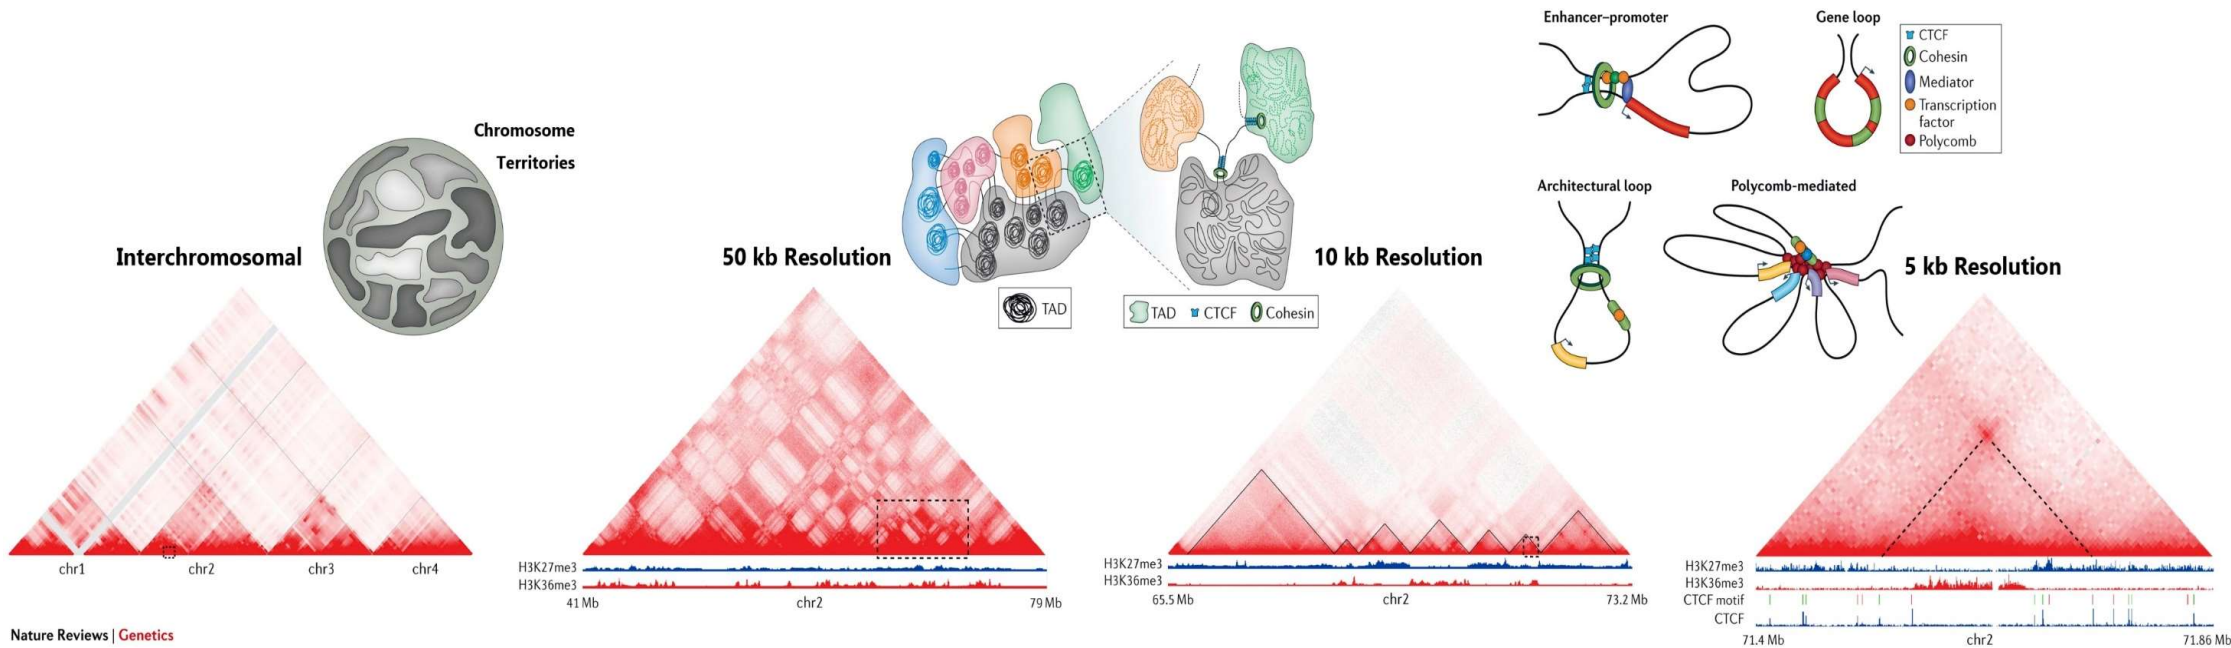 Chromosome
Territories
Interchromosomal
chr1
chr2
chr3
chr4
50 kb Resolution
TAD
H3K27me3
H3K36me3
41 Mb
chr2
79 Mb
TAD
CTCF
Cohesin
10 kb Resolution
H3K27me3
H3K36me3
65.5 Mb
chr2
73.2 Mb
Enhancer–promoter
Gene loop
CTCF
Cohesin
Mediator
Transcription
factor
Polycomb
Architectural loop
Polycomb-mediated
5 kb Resolution
H3K27me3
H3K36me3
CTCF motif
CTCF
71.4 Mb
chr2
71.86 Mb
Nature Reviews | Genetics